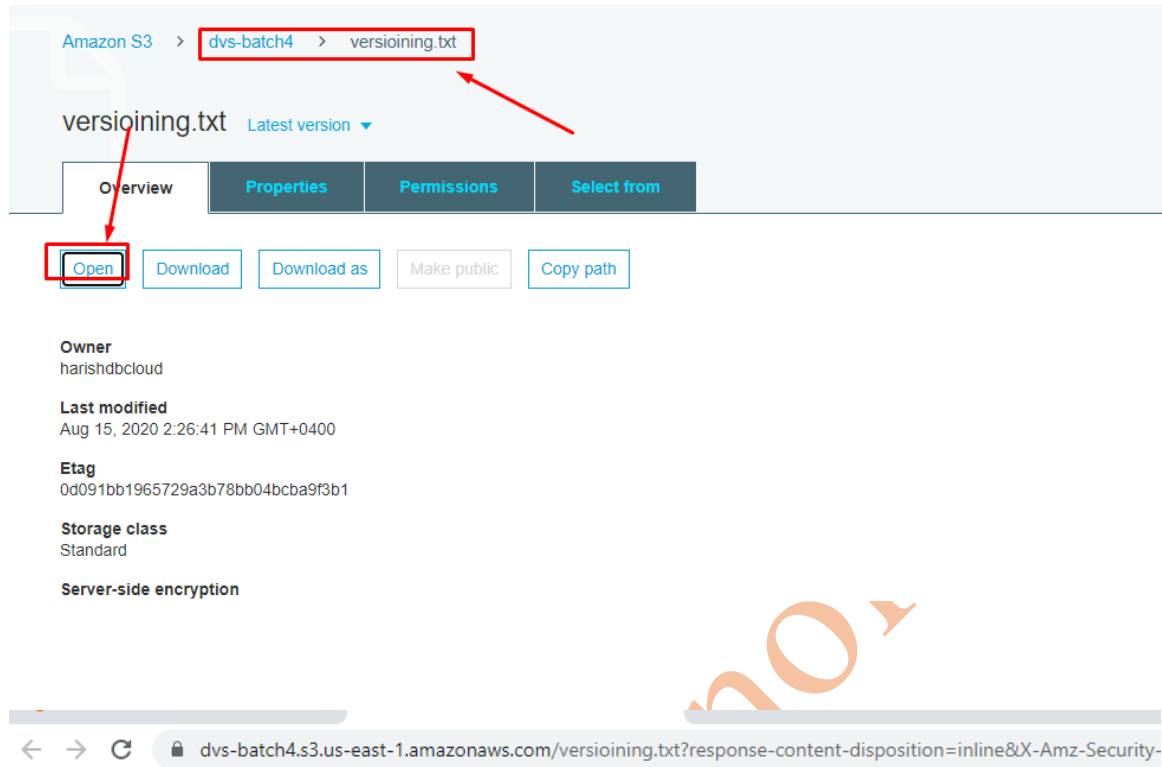 Amazon S3 > dvs-batch4 > versioining.txt
versioining.txt Latest version
Overview Properties Permissions Select from
Open Download Download as Make public Copy path
Owner
harishdbcloud
Last modified
Aug 15, 2020 2:26:41 PM GMT+0400
Etag
0d091bb1965729a3b78bb04bcba9f3b1
Storage class
Standard
Server-side encryption
dvs-batch4.s3.us-east-1.amazonaws.com/versioining.txt?response-content-disposition=inline&X-Amz-Security-